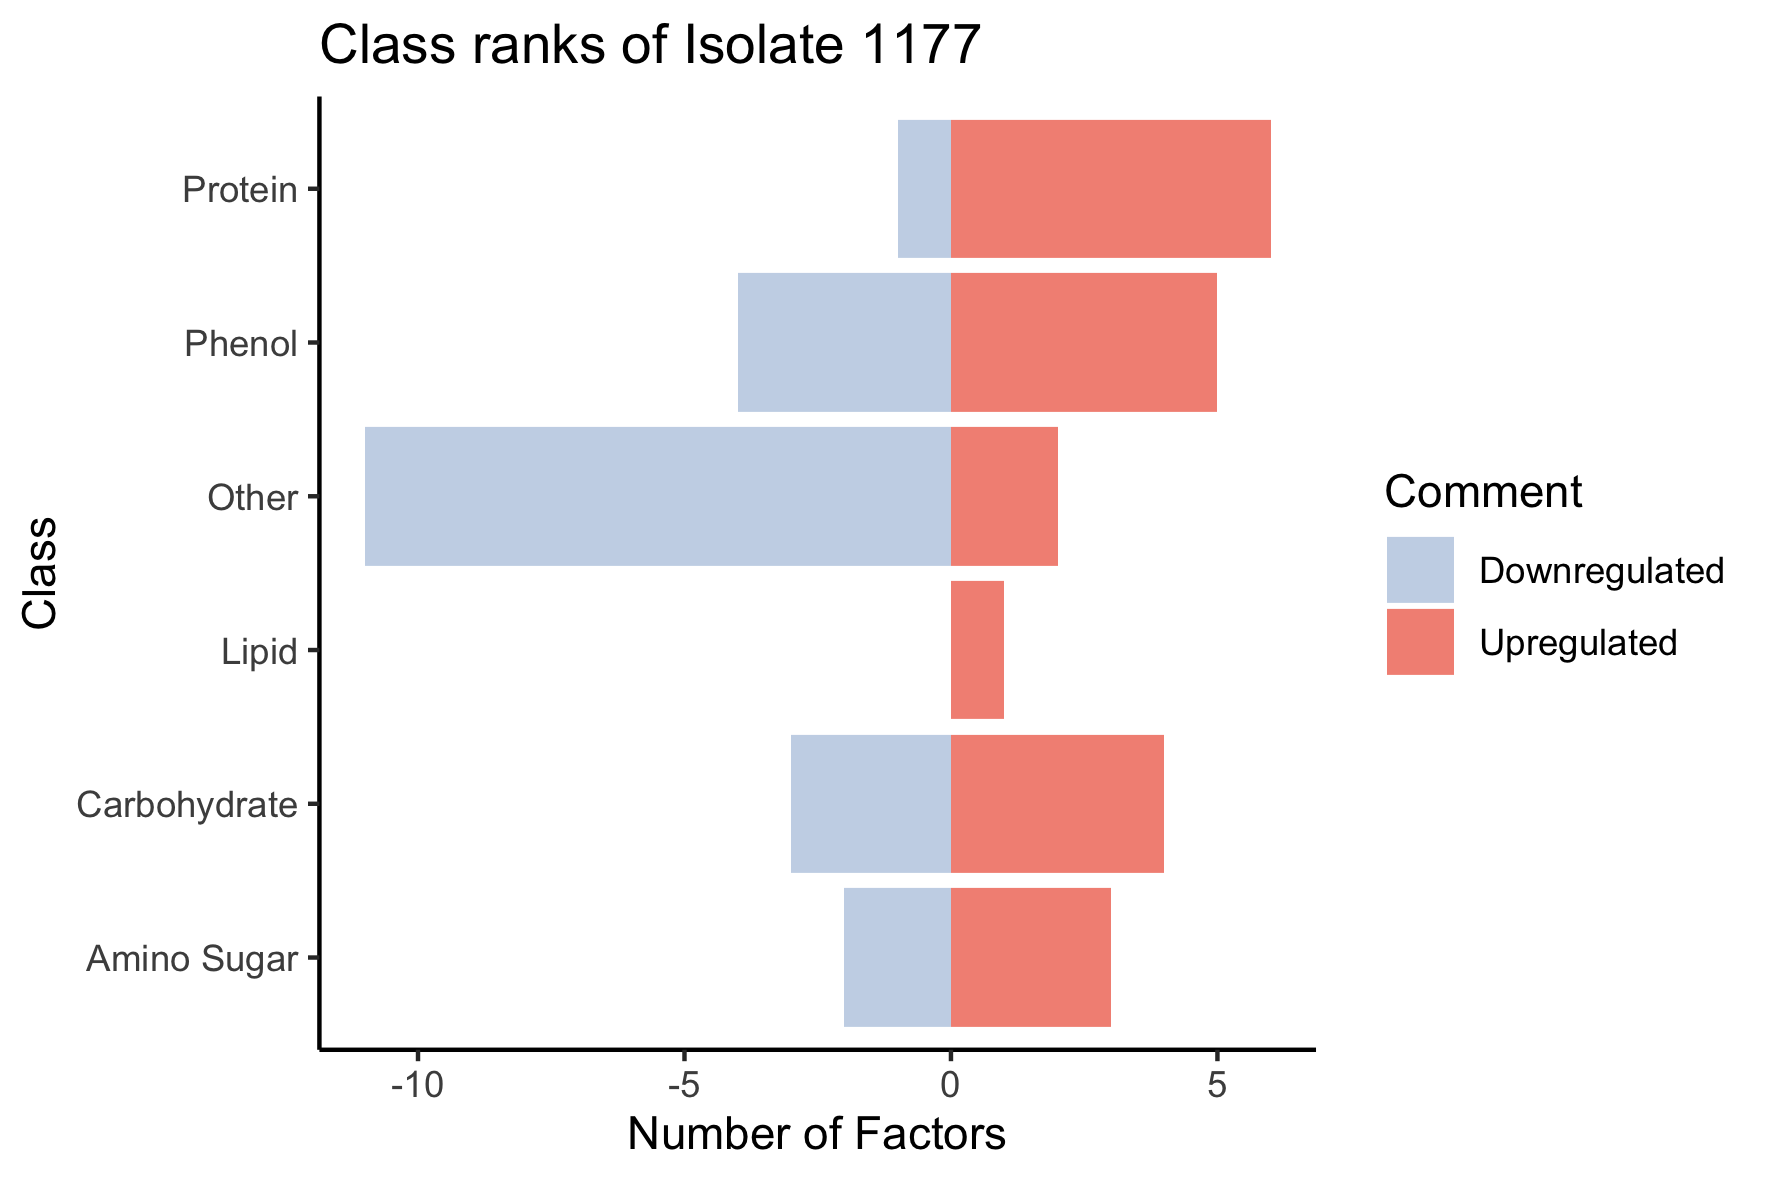 Class ranks of Isolate 1177
Protein
Phenol
Other
Lipid
Carbohydrate
Amino Sugar
Class
-10 -5 0 5
Number of Factors
Comment
Downregulated
Upregulated